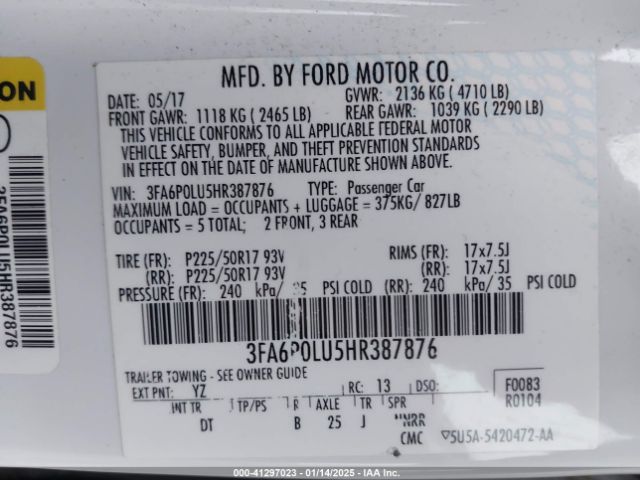 MFD. BY FORD MOTOR CO.
DATE: 05/17 GVWR: 2136 KG ( 4710 LB)
FRONT GAWR: 1118 KG ( 2465 LB) REAR GAWR: 1039 KG ( 2290 LB)
THIS VEHICLE CONFORMS TO ALL APPLICABLE FEDERAL MOTOR
VEHICLE SAFETY, BUMPER, AND THEFT PREVENTION STANDARDS
IN EFFECT ON THE DATE OF MANUFACTURE SHOWN ABOVE.
VIN: 3FA6P0LU5HR387876 TYPE: Passenger Car
MAXIMUM LOAD = OCCUPANTS + LUGGAGE = 375KG/ 827LB
OCCUPANTS = 5 TOTAL; 2 FRONT, 3 REAR
TIRE (FR): P225/50R17 93V RIMS (FR): 17x7.5J
(RR): P225/50R17 93V (RR): 17x7.5J
PRESSURE (FR): 240 kPa/ 35 PSI COLD (RR): 240 kPa/ 35 PSI COLD
3FA6P0LU5HR387876
TRAILER TOWING - SEE OWNER GUIDE
EXT PNT: YZ RC: 13 DSO: F0083
R0104
INT TR TP/PS R AXLE TR SPR
DT B 25 J NNRR
CMC ▽5U5A-5420472-AA
ION
3FA6P0LU5HR387876
00-41297023 - 01/14/2025 - IAA Inc.